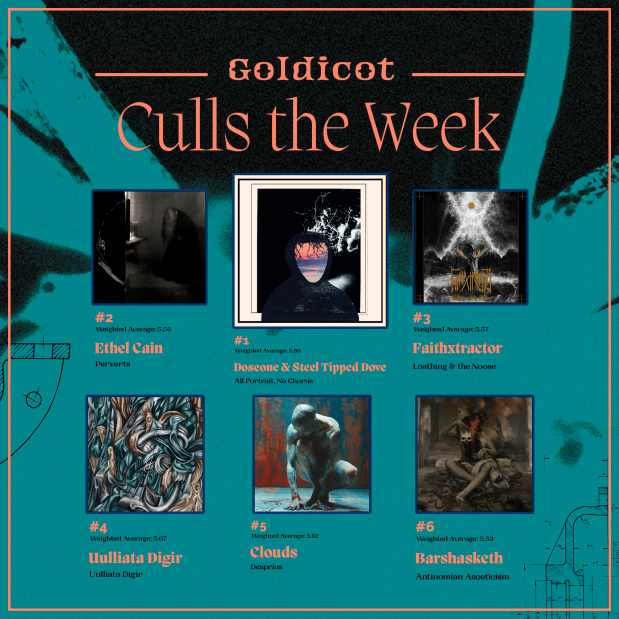 Goldicot
Culls the Week
#2
Weighted Average: 5.56
Ethel Cain
Perverts
#1
Weighted Average: 5.80
Doseone & Steel Tipped Dove
All Portrait, No Chorus
#3
Weighted Average: 5.57
Faithxtractor
Loathing & the Noose
#4
Weighted Average: 5.67
Uulliata Digir
Uulliata Digir
#5
Weighted Average: 5.62
Clouds
Desprins
#6
Weighted Average: 5.53
Barshasketh
Antinomian Asceticism